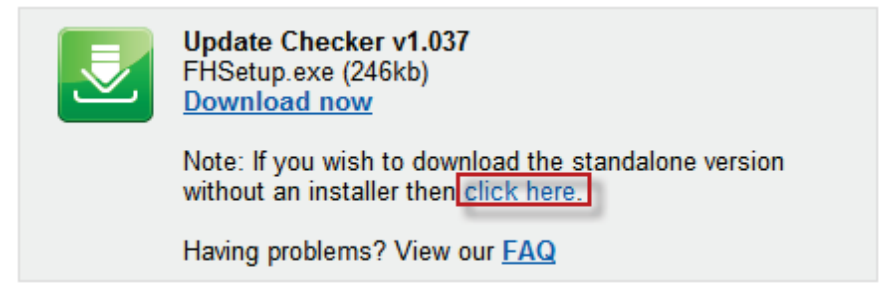 Update Checker v1.037
FHSetup.exe (246kb)
Download now
Note: If you wish to download the standalone version
without an installer then click here.
Having problems? View our FAQ